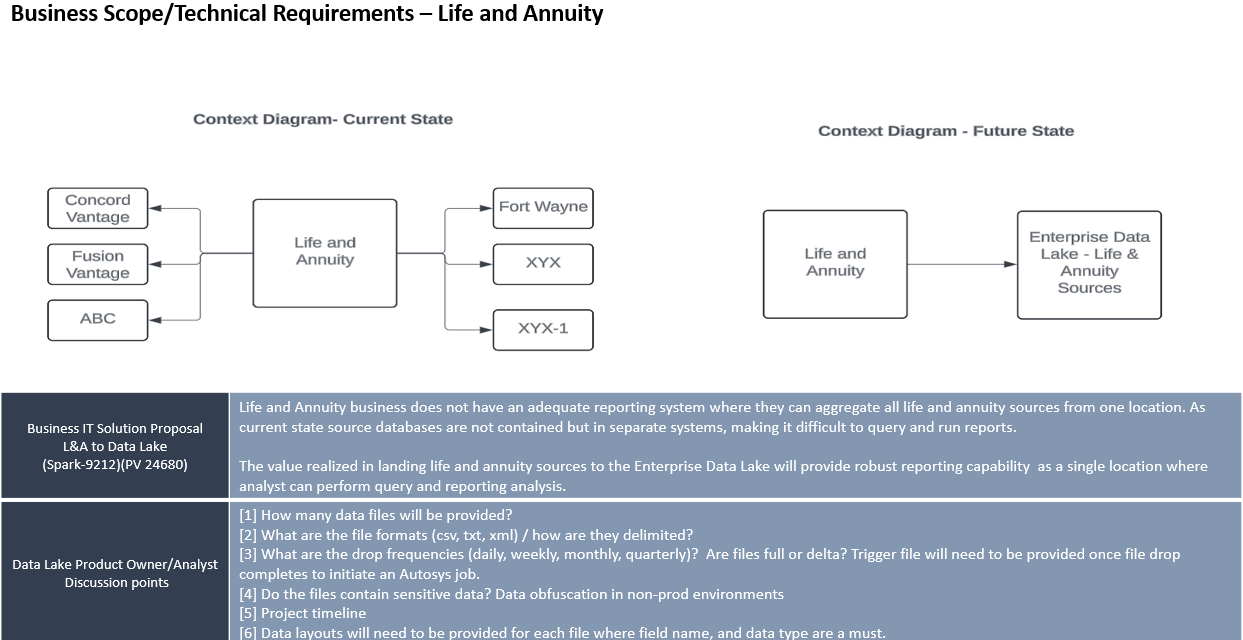 Business Scope/Technical Requirements – Life and Annuity
Context Diagram- Current State
Concord
Vantage
Fusion
Vantage
ABC
Life and
Annuity
Fort Wayne
XYX
XYX-1
Context Diagram - Future State
Life and
Annuity
Enterprise Data
Lake - Life &
Annuity
Sources
Business IT Solution Proposal
L&A to Data Lake
(Spark-9212)(PV 24680)
Life and Annuity business does not have an adequate reporting system where they can aggregate all life and annuity sources from one location. As
current state source databases are not contained but in separate systems, making it difficult to query and run reports.
The value realized in landing life and annuity sources to the Enterprise Data Lake will provide robust reporting capability  as a single location where
analyst can perform query and reporting analysis.
Data Lake Product Owner/Analyst
Discussion points
[1] How many data files will be provided?
[2] What are the file formats (csv, txt, xml) / how are they delimited?
[3] What are the drop frequencies (daily, weekly, monthly, quarterly)?  Are files full or delta? Trigger file will need to be provided once file drop
completes to initiate an Autosys job.
[4] Do the files contain sensitive data? Data obfuscation in non-prod environments
[5] Project timeline
[6] Data layouts will need to be provided for each file where field name, and data type are a must.